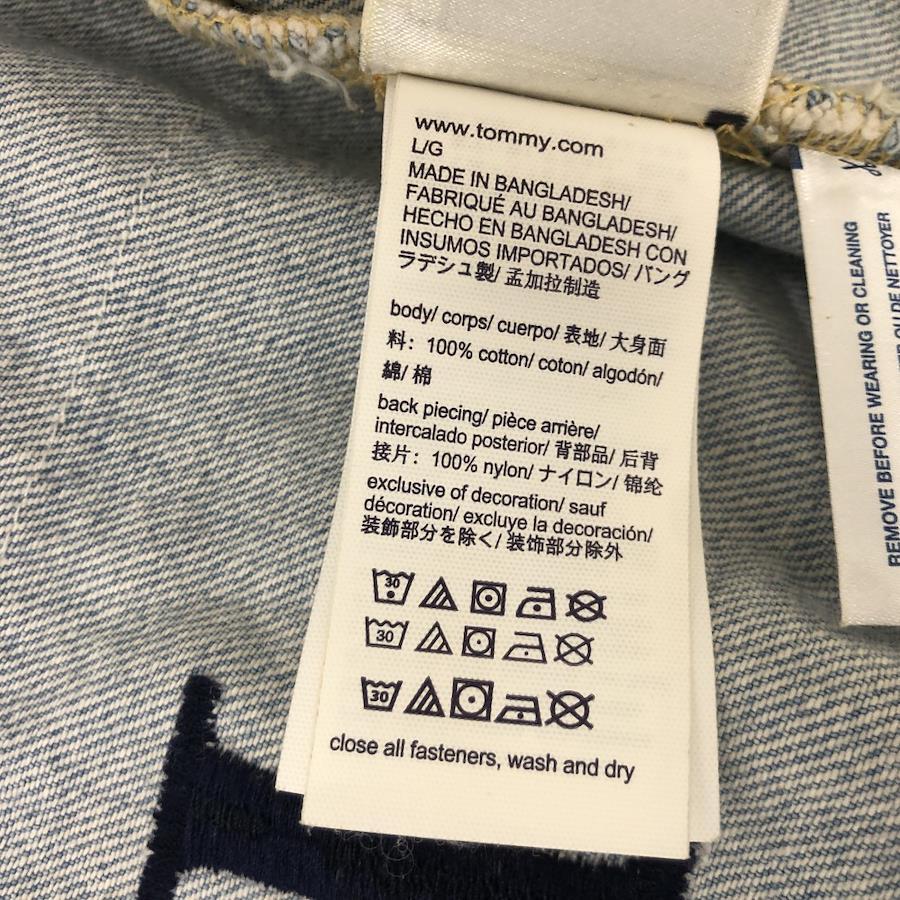 www.tommy.com
L/G
MADE IN BANGLADESH/
FABRIQUÉ AU BANGLADESH/
HECHO EN BANGLADESH CON
INSUMOS IMPORTADOS/ バング
ラデシュ製/ 孟加拉制造
body/ corps/ cuerpo/ 表地/ 大身面
料: 100% cotton/ coton/ algodón/
綿/ 棉
back piecing/ pièce arrière/
intercalado posterior/ 背部品/ 后背
接片: 100% nylon/ ナイロン/ 锦纶
exclusive of decoration/ sauf
décoration/ excluye la decoración/
装飾部分を除く/ 装饰部分除外
30
30
30
close all fasteners, wash and dry
REMOVE BEFORE WEARING OR CLEANING
OU DE NETTOYER